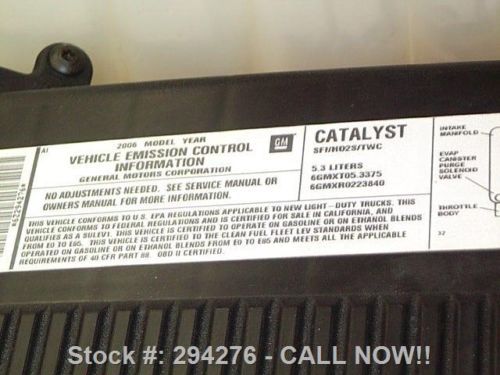 AI
2006 MODEL YEAR
VEHICLE EMISSION CONTROL
INFORMATION
GENERAL MOTORS CORPORATION
GM
CATALYST
SFI/HO2S/TWC
5.3 LITERS
6GMXT05.3375
6GMXR0223840
NO ADJUSTMENTS NEEDED. SEE SERVICE MANUAL OR
OWNERS MANUAL FOR MORE INFORMATION.
THIS VEHICLE CONFORMS TO U.S. EPA REGULATIONS APPLICABLE TO NEW LIGHT-DUTY TRUCKS. THIS
VEHICLE CONFORMS TO FEDERAL REGULATIONS AND IS CERTIFIED FOR SALE IN CALIFORNIA, AND
QUALIFIES AS A SULEV1. THIS VEHICLE IS CERTIFIED TO OPERATE ON GASOLINE OR ON ETHANOL BLENDS
FROM E0 TO E85. THIS VEHICLE IS CERTIFIED TO THE CLEAN FUEL FLEET LEV STANDARDS WHEN
OPERATED ON GASOLINE OR ON ETHANOL BLENDS FROM E0 TO E85 AND MEETS ALL THE APPLICABLE
REQUIREMENTS OF 40 CFR PART 88. OBD II CERTIFIED.
INTAKE
MANIFOLD
EVAP
CANISTER
PURGE
SOLENOID
VALVE
THROTTLE
BODY
32
Stock #: 294276 - CALL NOW!!